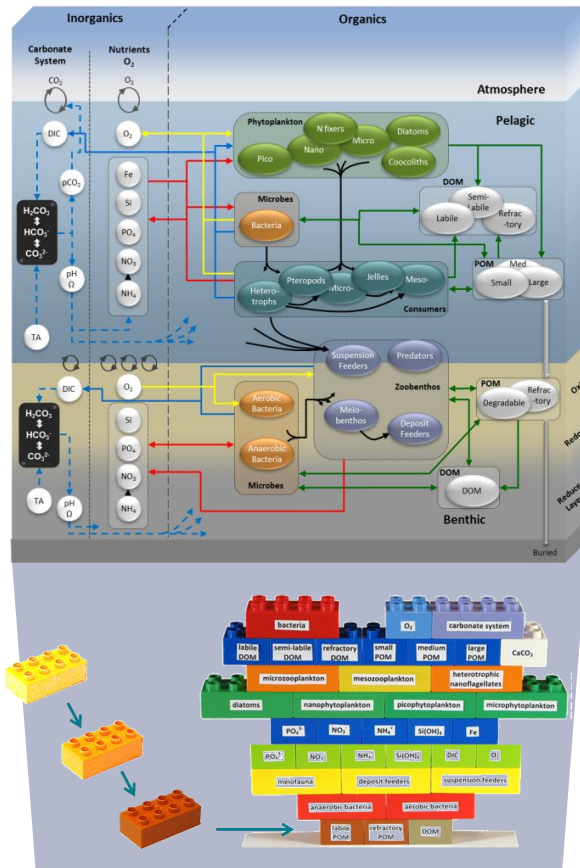 Inorganics
Organics
Carbonate
System
Nutrients
O₂
CO₂
O₂
Atmosphere
Pelagic
DIC
O₂
Phytoplankton
N fixers
Diatoms
Pico
Nano
Micro
Coocoliths
pCO₂
Fe
Si
PO₄
NO₃
NH₄
H₂CO₃
HCO₃⁻
CO₃²⁻
pH
Ω
TA
Microbes
Bacteria
DOM
Semi-
Labile
Labile
Refrac
-tory
POM
Med
Small
Large
Pteropods
Jellies
Hetero-
trophs
Micro-
Meso-
Consumers
DIC
O₂
Suspension
Feeders
Predators
Zoobenthos
POM
Degradable
Refrac
-tory
H₂CO₃
HCO₃⁻
CO₃²⁻
Si
PO₄
NO₃
NH₄
Aerobic
Bacteria
Anaerobic
Bacteria
Microbes
Meio-
benthos
Deposit
Feeders
DOM
DOM
TA
pH
Ω
Benthic
Buried
bacteria
O₂
carbonate system
labile
DOM
semi-labile
DOM
refractory
DOM
small
POM
medium
POM
large
POM
CaCO₃
microzooplankton
mesozooplankton
heterotrophic
nanoflagellates
diatoms
nanophytoplankton
picophytoplankton
microphytoplankton
PO₄³⁻
NO₃⁻
NH₄⁺
Si(OH)₄
Fe
PO₄³⁻
NO₃⁻
NH₄⁺
Si(OH)₄
DIC
O₂
meiofauna
deposit feeders
suspension feeders
anaerobic bacteria
aerobic bacteria
labile
POM
refractory
POM
DOM